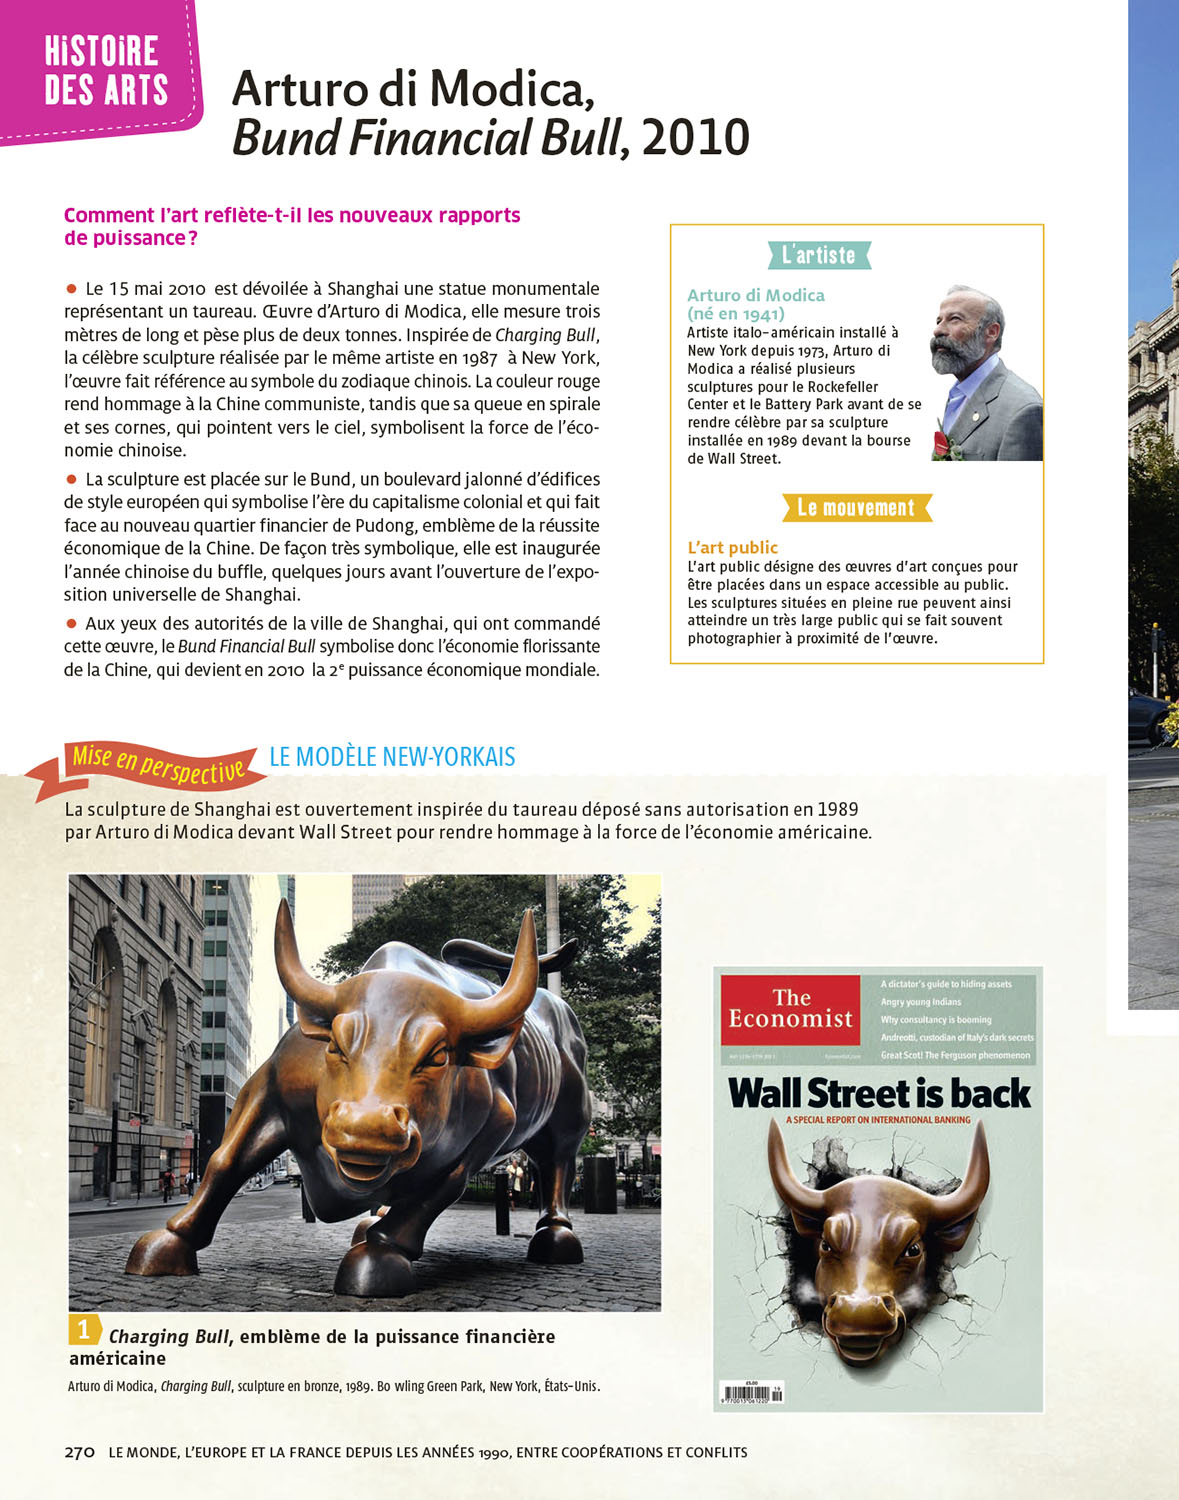 HiSTOiRE
DES ARTS
Arturo di Modica,
Bund Financial Bull, 2010
Comment l'art reflète-t-il les nouveaux rapports
de puissance ?
• Le 15 mai 2010 est dévoilée à Shanghai une statue monumentale
représentant un taureau. Œuvre d'Arturo di Modica, elle mesure trois
mètres de long et pèse plus de deux tonnes. Inspirée de Charging Bull,
la célèbre sculpture réalisée par le même artiste en 1987 à New York,
l'œuvre fait référence au symbole du zodiaque chinois. La couleur rouge
rend hommage à la Chine communiste, tandis que sa queue en spirale
et ses cornes, qui pointent vers le ciel, symbolisent la force de l'éco-
nomie chinoise.
• La sculpture est placée sur le Bund, un boulevard jalonné d'édifices
de style européen qui symbolise l'ère du capitalisme colonial et qui fait
face au nouveau quartier financier de Pudong, emblème de la réussite
économique de la Chine. De façon très symbolique, elle est inaugurée
l'année chinoise du buffle, quelques jours avant l'ouverture de l'expo-
sition universelle de Shanghai.
• Aux yeux des autorités de la ville de Shanghai, qui ont commandé
cette œuvre, le Bund Financial Bull symbolise donc l'économie florissante
de la Chine, qui devient en 2010 la 2e puissance économique mondiale.
L'artiste
Arturo di Modica
(né en 1941)
Artiste italo-américain installé à
New York depuis 1973, Arturo di
Modica a réalisé plusieurs
sculptures pour le Rockefeller
Center et le Battery Park avant de se
rendre célèbre par sa sculpture
installée en 1989 devant la bourse
de Wall Street.
Le mouvement
L'art public
L'art public désigne des œuvres d'art conçues pour
être placées dans un espace accessible au public.
Les sculptures situées en pleine rue peuvent ainsi
atteindre un très large public qui se fait souvent
photographier à proximité de l'œuvre.
Mise en perspective
LE MODÈLE NEW-YORKAIS
La sculpture de Shanghai est ouvertement inspirée du taureau déposé sans autorisation en 1989
par Arturo di Modica devant Wall Street pour rendre hommage à la force de l'économie américaine.
The
Economist
A dictator's guide to hiding assets
Angry young Indians
Why consultancy is booming
Andreotti, custodian of Italy's dark secrets
Great Scot! The Ferguson phenomenon
Economist.com
Wall Street is back
A SPECIAL REPORT ON INTERNATIONAL BANKING
£5.00
1 Charging Bull, emblème de la puissance financière
américaine
Arturo di Modica, Charging Bull, sculpture en bronze, 1989. Bo wling Green Park, New York, États-Unis.
270 LE MONDE, L'EUROPE ET LA FRANCE DEPUIS LES ANNÉES 1990, ENTRE COOPÉRATIONS ET CONFLITS